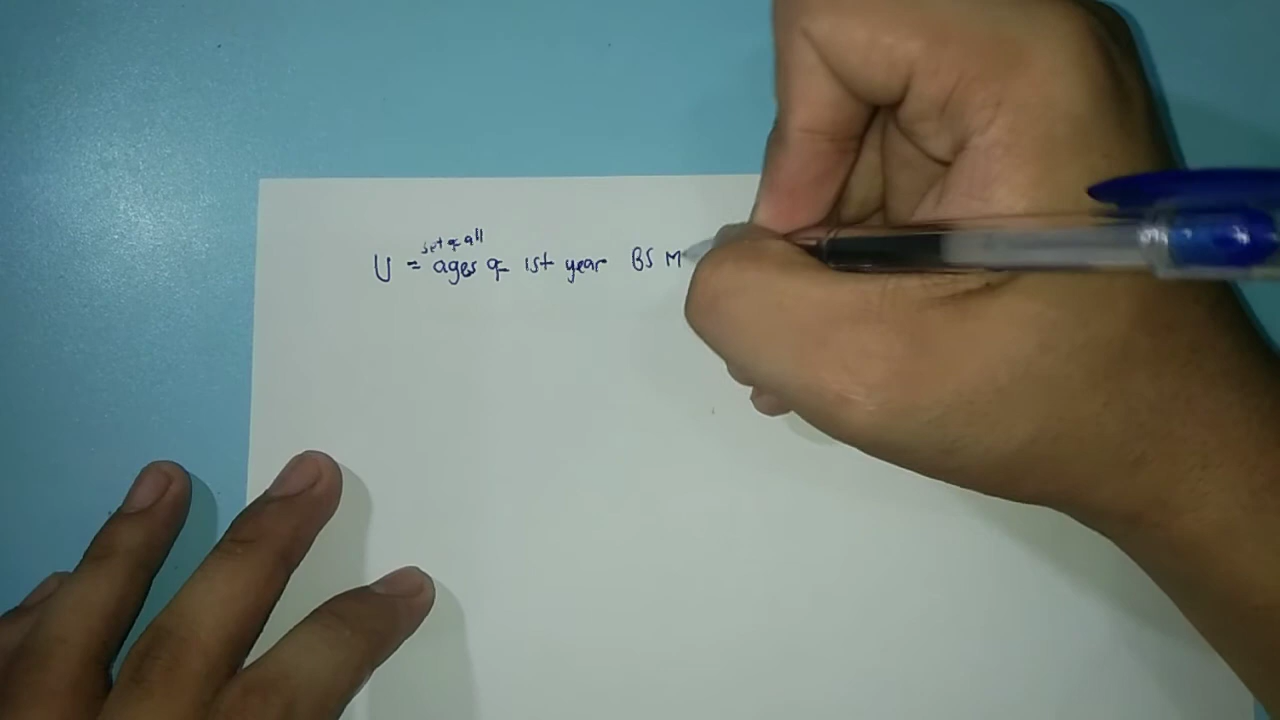 set of all
U = ages of 1st year BS M